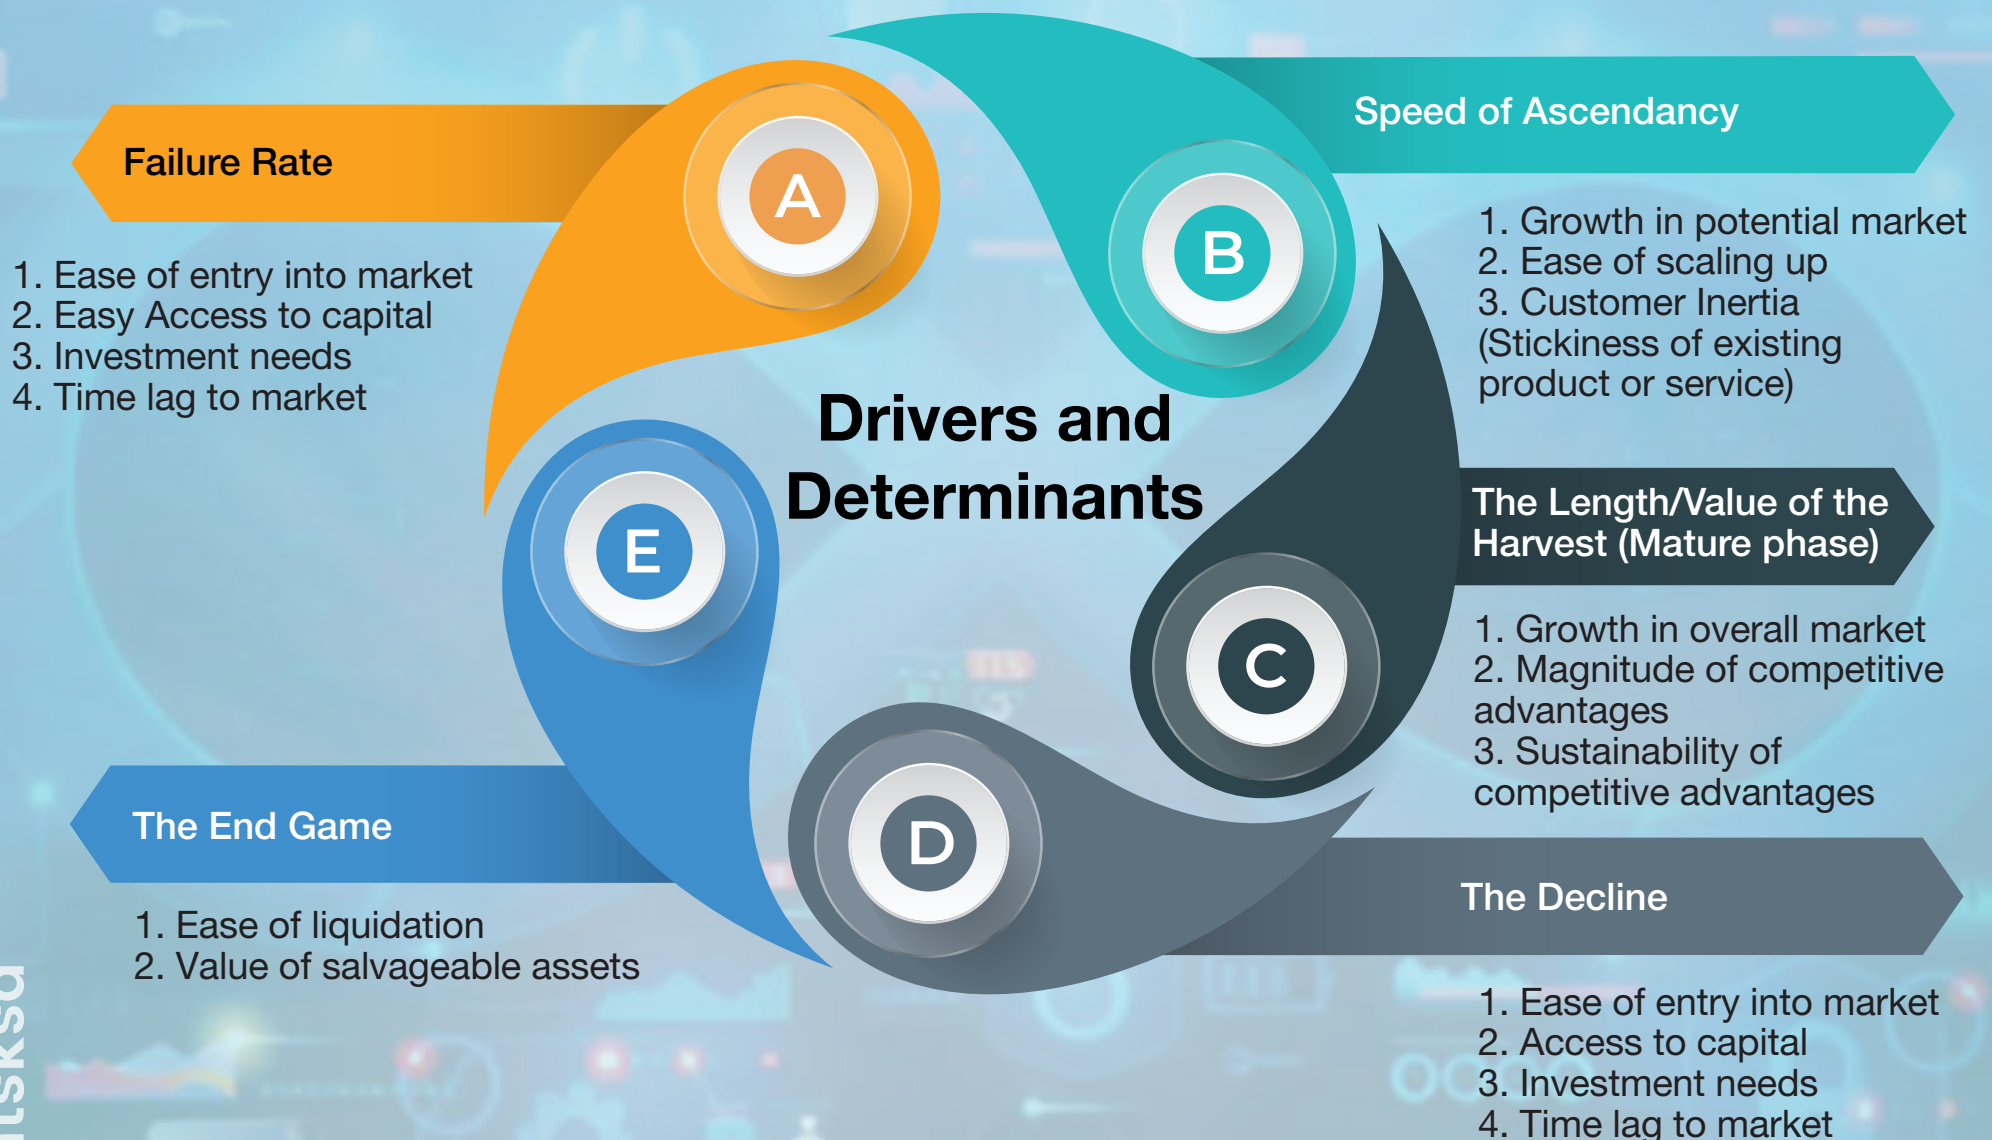 Failure Rate
1. Ease of entry into market
2. Easy Access to capital
3. Investment needs
4. Time lag to market
A
Speed of Ascendancy
1. Growth in potential market
2. Ease of scaling up
3. Customer Inertia
(Stickiness of existing
product or service)
B
Drivers and
Determinants
The Length/Value of the
Harvest (Mature phase)
1. Growth in overall market
2. Magnitude of competitive
advantages
3. Sustainability of
competitive advantages
C
The Decline
1. Ease of entry into market
2. Access to capital
3. Investment needs
4. Time lag to market
D
The End Game
1. Ease of liquidation
2. Value of salvageable assets
E